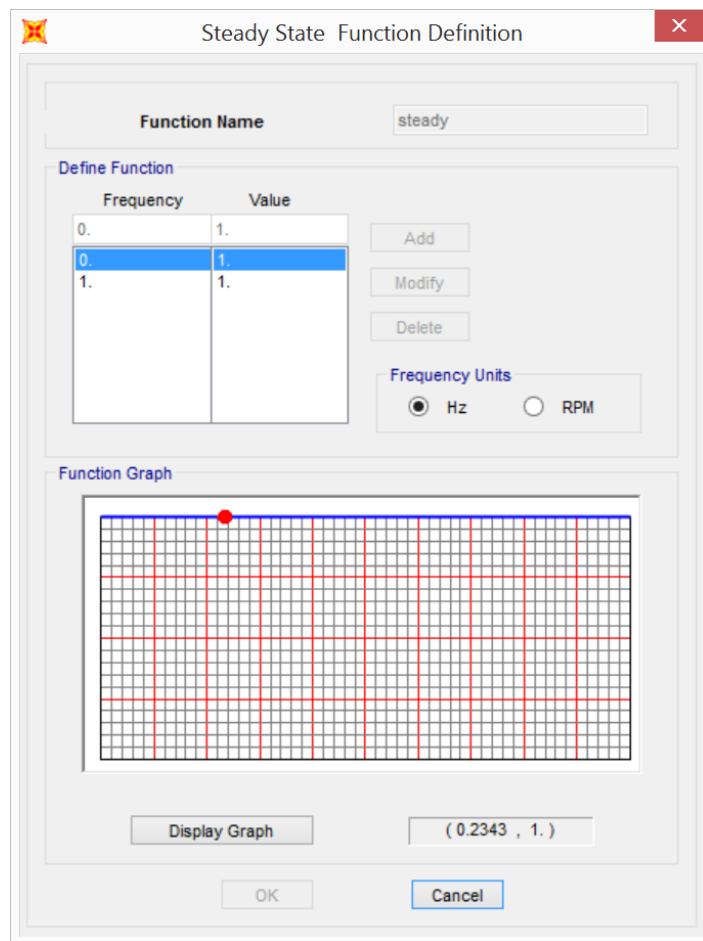 Steady State Function Definition
Function Name
steady
Define Function
Frequency Value
0. 1.
Add
0. 1.
1. 1.
Modify
Delete
Frequency Units
Hz RPM
Function Graph
Display Graph
( 0.2343 , 1. )
OK Cancel